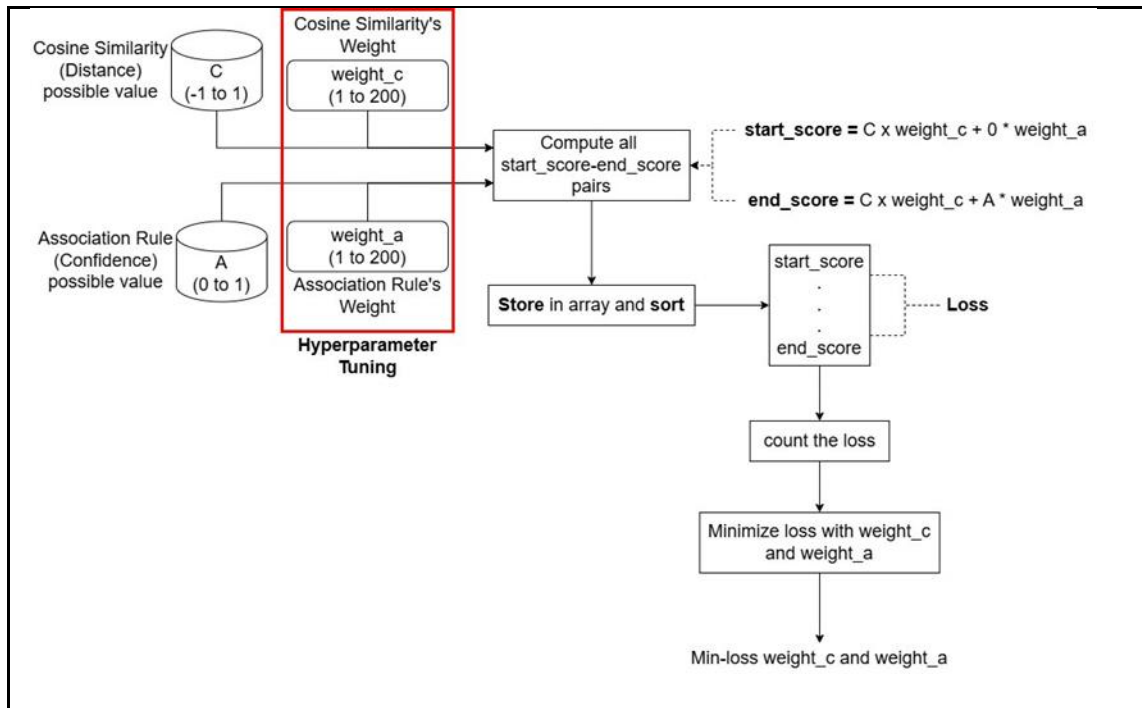 Cosine Similarity
(Distance)
possible value
C
(-1 to 1)
Cosine Similarity's
Weight
weight_c
(1 to 200)
Association Rule
(Confidence)
possible value
A
(0 to 1)
weight_a
(1 to 200)
Association Rule's
Weight
Hyperparameter
Tuning
Compute all
start_score-end_score
pairs
start_score = C x weight_c + 0 * weight_a
end_score = C x weight_c + A * weight_a
Store in array and sort
start_score
.
.
.
end_score
Loss
count the loss
Minimize loss with weight_c
and weight_a
Min-loss weight_c and weight_a